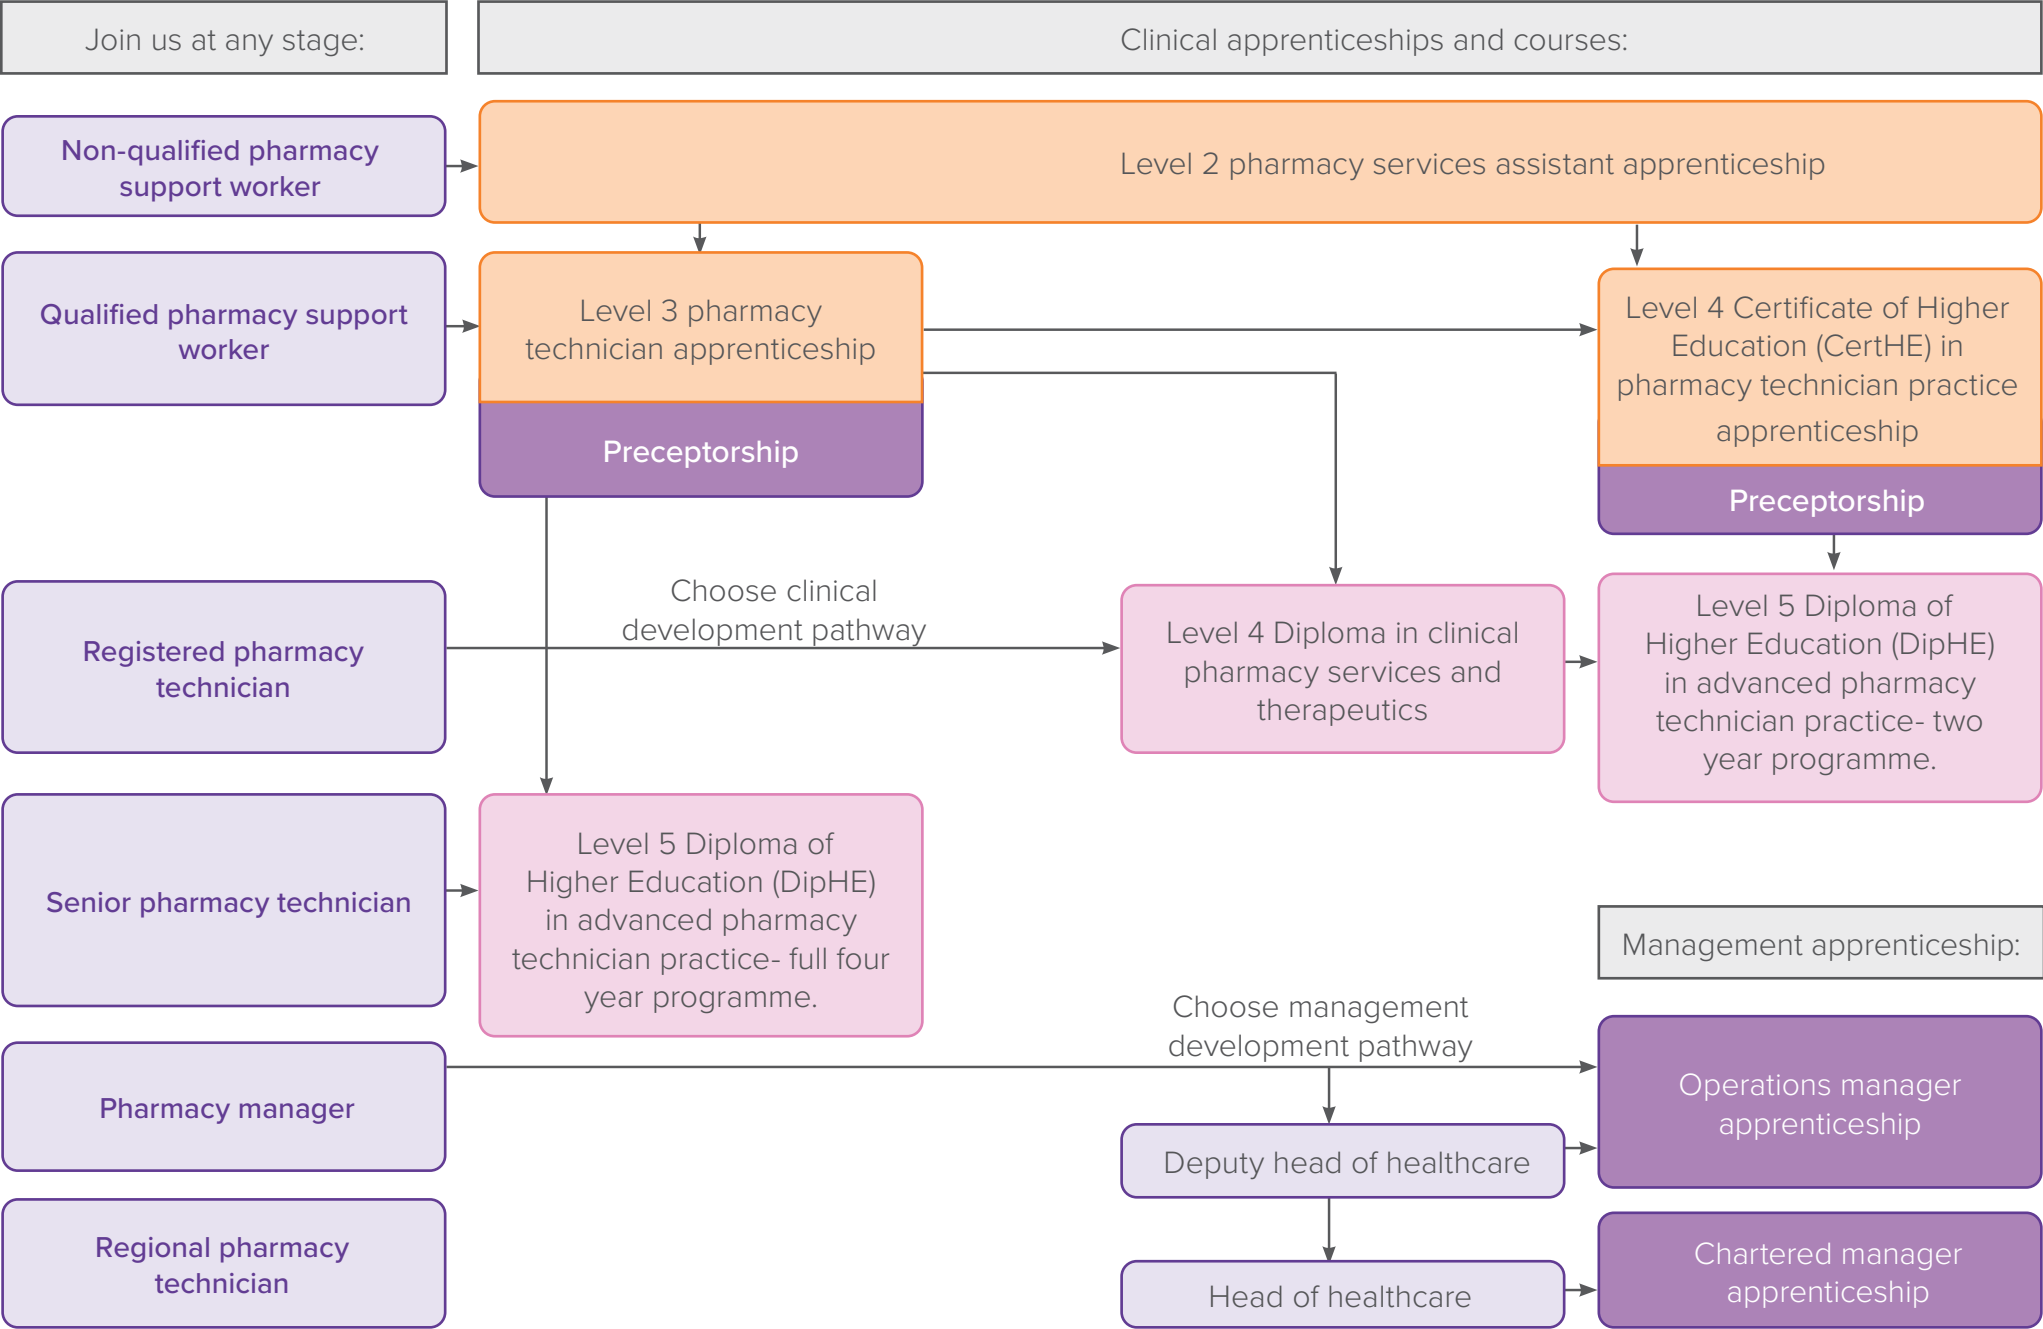 Join us at any stage:
Clinical apprenticeships and courses:
Non-qualified pharmacy
support worker
Level 2 pharmacy services assistant apprenticeship
Qualified pharmacy support
worker
Level 3 pharmacy
technician apprenticeship
Preceptorship
Level 4 Certificate of Higher
Education (CertHE) in
pharmacy technician practice
apprenticeship
Preceptorship
Registered pharmacy
technician
Choose clinical
development pathway
Level 4 Diploma in clinical
pharmacy services and
therapeutics
Level 5 Diploma of
Higher Education (DipHE)
in advanced pharmacy
technician practice- two
year programme.
Senior pharmacy technician
Level 5 Diploma of
Higher Education (DipHE)
in advanced pharmacy
technician practice- full four
year programme.
Management apprenticeship:
Pharmacy manager
Choose management
development pathway
Operations manager
apprenticeship
Deputy head of healthcare
Regional pharmacy
technician
Head of healthcare
Chartered manager
apprenticeship